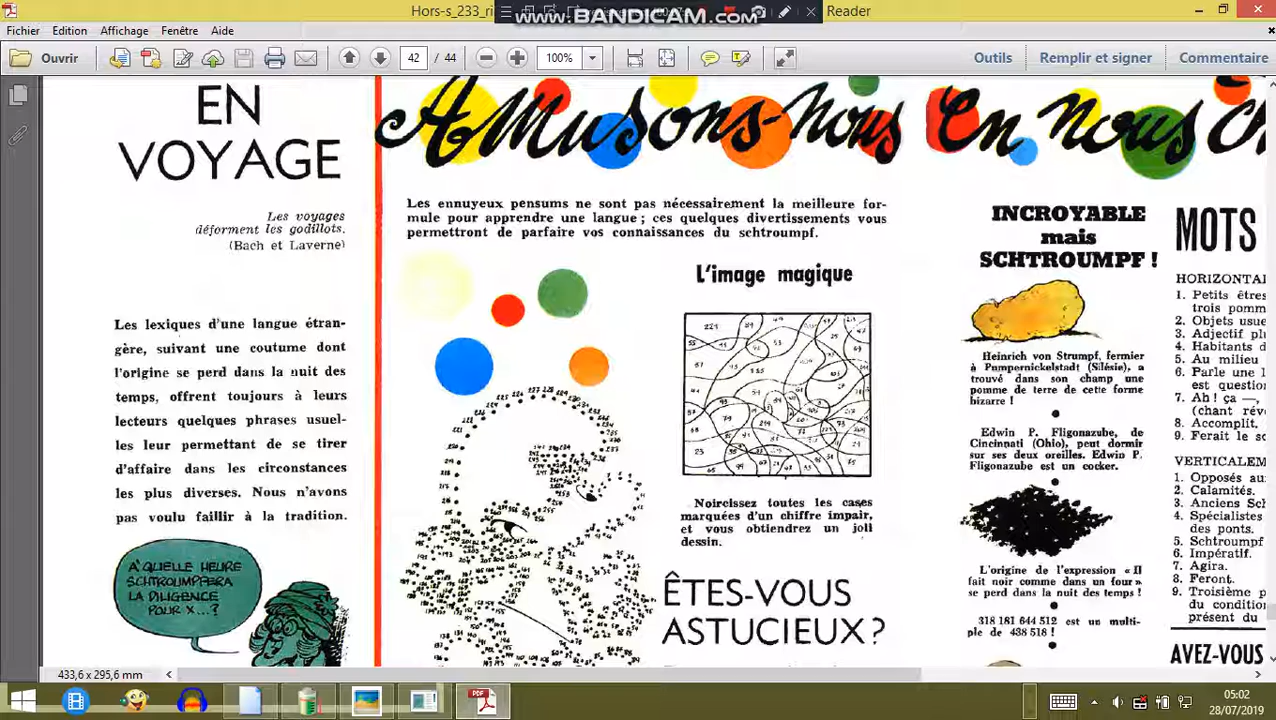 Hors-s_233_ri
www.BANDICAM.com
Reader
Fichier Edition Affichage Fenêtre Aide
Ouvrir
42 / 44
100%
Outils
Remplir et signer
Commentaire
EN
VOYAGE
Les voyages
déforment les godillots.
(Bach et Laverne)
Les lexiques d'une langue étran-
gère, suivant une coutume dont
l'origine se perd dans la nuit des
temps, offrent toujours à leurs
lecteurs quelques phrases usuel-
les leur permettant de se tirer
d'affaire dans les circonstances
les plus diverses. Nous n'avons
pas voulu faillir à la tradition.
A QUELLE HEURE
SCHTROUMPFERA
LA DILIGENCE
POUR X...?
Amusons-nous En nous
Les ennuyeux pensums ne sont pas nécessairement la meilleure for-
mule pour apprendre une langue ; ces quelques divertissements vous
permettront de parfaire vos connaissances du schtroumpf.
L'image magique
Noircissez toutes les cases
marquées d'un chiffre impair,
et vous obtiendrez un joli
dessin.
ÊTES-VOUS
ASTUCIEUX ?
INCROYABLE
mais
SCHTROUMPF !
Heinrich von Strumpf, fermier
à Pumpernickelstadt (Silésie), a
trouvé dans son champ une
pomme de terre de cette forme
bizarre !
Edwin P. Fligonazube, de
Cincinnati (Ohio), peut dormir
sur ses deux oreilles. Edwin P.
Fligonazube est un cocker.
L'origine de l'expression « Il
fait noir comme dans un four »
se perd dans la nuit des temps !
318 181 644 512 est un multi-
ple de 438 518 !
MOTS
HORIZONTA
1. Petits êtres
trois pomm
2. Objets usue
3. Adjectif pl
4. Habitants d
5. Au milieu
6. Parle une l
est question
7. Ah ! ça —,
(chant rév
8. Accomplit.
9. Ferait le so
VERTICALEM
1. Opposés au
2. Calamités.
3. Anciens Sc
4. Spécialistes
des ponts.
5. Schtroumpf
6. Impératif.
7. Agira.
8. Feront.
9. Troisième p
du condition
présent du
AVEZ-VOUS
433,6 x 295,6 mm
05:02
28/07/2019